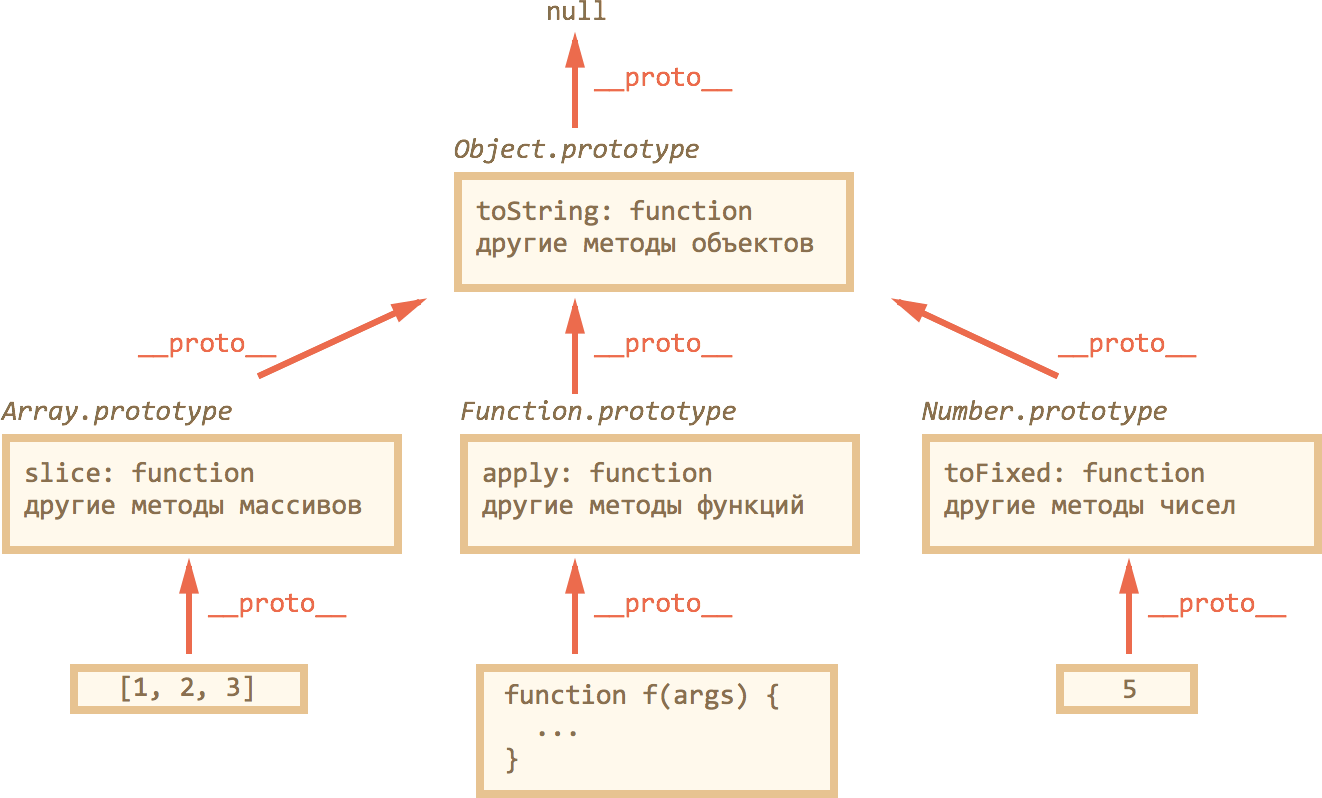 null
__proto__
Object.prototype
toString: function
другие методы объектов
__proto__
__proto__
__proto__
Array.prototype
Function.prototype
Number.prototype
slice: function
другие методы массивов
apply: function
другие методы функций
toFixed: function
другие методы чисел
__proto__
__proto__
__proto__
[1, 2, 3]
function f(args) {
...
}
5